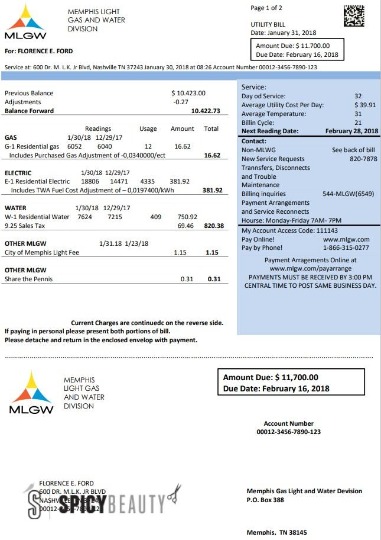 MLGW
MEMPHIS LIGHT
GAS AND WATER
DIVISION
Page 1 of 2
UTILITY BILL
Date: January 31, 2018
Amount Due: $ 11,700.00
Due Date: February 16, 2018
For: FLORENCE E. FORD
Service at: 600 Dr. M .L.K. Jr Blvd, Nashville TN 37243 January 30, 2018 at 08:26 Account Number 00012-3456-7890-123
Previous Balance $ 10.423.00
Adjustments -0.27
Balance Forward 10.422.73
Readings Usage Amount Total
GAS 1/30/18 12/29/17
G-1 Residential gas 6052 6040 12 16.62
Includes Purchased Gas Adjustment of -0,0340000/ect 16.62
ELECTRIC 1/30/18 12/29/17
E-1 Residential Electric 18806 14471 4335 381.92
Includes TWA Fuel Cost Adjustment of – 0,0197400/kWh 381.92
WATER 1/30/18 12/29/17
W-1 Residential Water 7624 7215 409 750.92
9.25 Sales Tax 69.46 820.38
OTHER MLGW 1/31.18 1/23/18
City of Memphis Light Fee 1.15 1.15
OTHER MLGW
Share the Pennis 0.31 0.31
Current Charges are continuedc on the reverse side.
If paying in personal please present both portions of bill.
Please detache and return in the enclosed envelop with payment.
Service:
Day od Service: 32
Average Utility Cost Per Day: $ 39.91
Average Temperature: 31
Billin Cycle: 21
Next Reading Date: February 28, 2018
Contact:
Non-MLWG See back of bill
New Service Requests 820-7878
Transfers, Disconnects
and Trouble
Maintenance
Billing inquiries 544-MLGW(6549)
Payment Arrangements
and Service Reconnects
Houre: Monday-Friday 7AM- 7PM
My Account Access Code: 111143
Pay Online! www.mlgw.com
Pay by Phone! 1-866-315-0277
Payment Arragements Online at
www.mlgw.com/payarrange
PAYMENTS MUST BE RECEIVED BY 3:00 PM
CENTRAL TIME TO POST SAME BUSINESS DAY.
MLGW
MEMPHIS
LIGHT GAS
AND WATER
DIVISION
Amount Due: $ 11,700.00
Due Date: February 16, 2018
Account Number
00012-3456-7890-123
FLORENCE E. FORD
600 DR. M.L.K. JR BLVD
SPICYBEAUTY
Memphis Gas Light and Water Devision
P.O. Box 388
Memphis, TN 38145